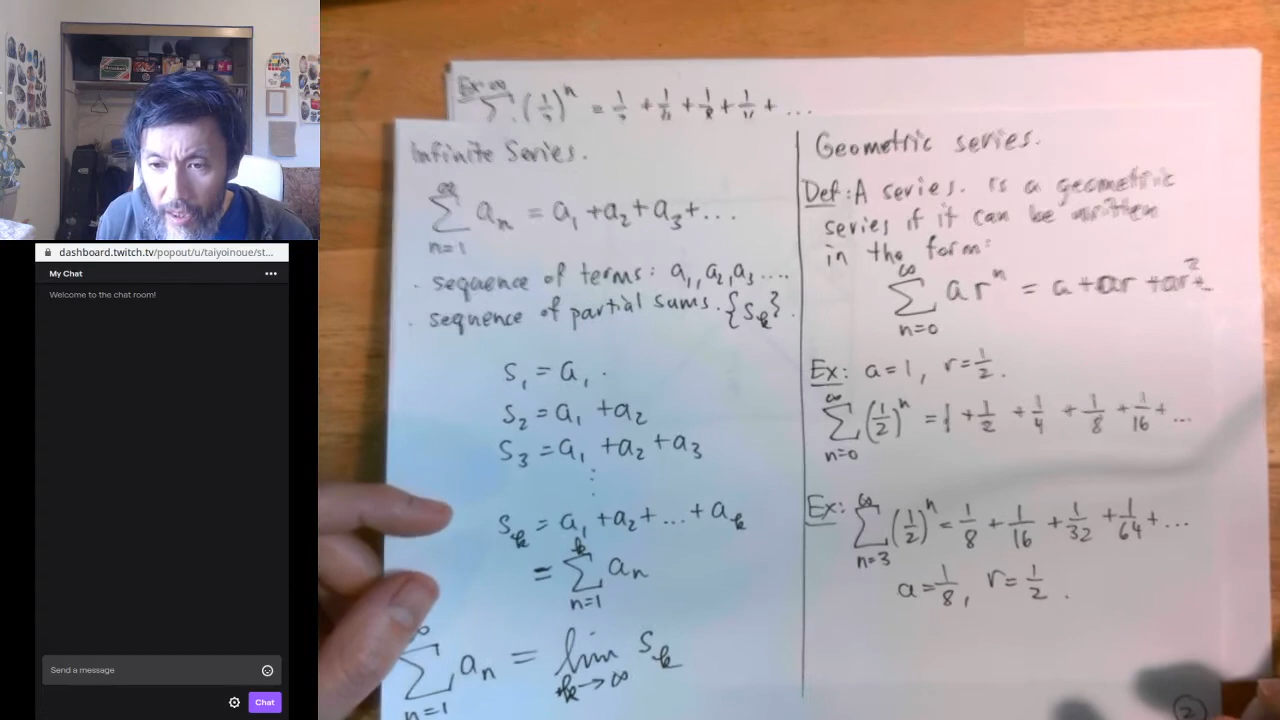 dashboard.twitch.tv/popout/u/taiyoinoue/st...
My Chat
Welcome to the chat room!
Send a message
Chat
Ex: ∞
∑ (1/2)^n = 1/2 + 1/4 + 1/8 + 1/16 + ...
Infinite Series.
∞
∑ a_n = a_1 + a_2 + a_3 + ...
n=1
· sequence of terms: a_1, a_2, a_3 ....
· sequence of partial sums. {S_k}.
S_1 = a_1.
S_2 = a_1 + a_2
S_3 = a_1 + a_2 + a_3
⋮
S_k = a_1 + a_2 + ... + a_k
k
= ∑ a_n
n=1
∞
∑ a_n = lim S_k
n=1 k→∞
Geometric series.
Def: A series. is a geometric
series if it can be written
in the form:
∞
∑ a r^n = a + ar + ar^2 + ..
n=0
Ex: a=1, r=1/2.
∞
∑ (1/2)^n = 1 + 1/2 + 1/4 + 1/8 + 1/16 + ...
n=0
Ex: ∞
∑ (1/2)^n = 1/8 + 1/16 + 1/32 + 1/64 + ...
n=3
a = 1/8, r = 1/2.
2